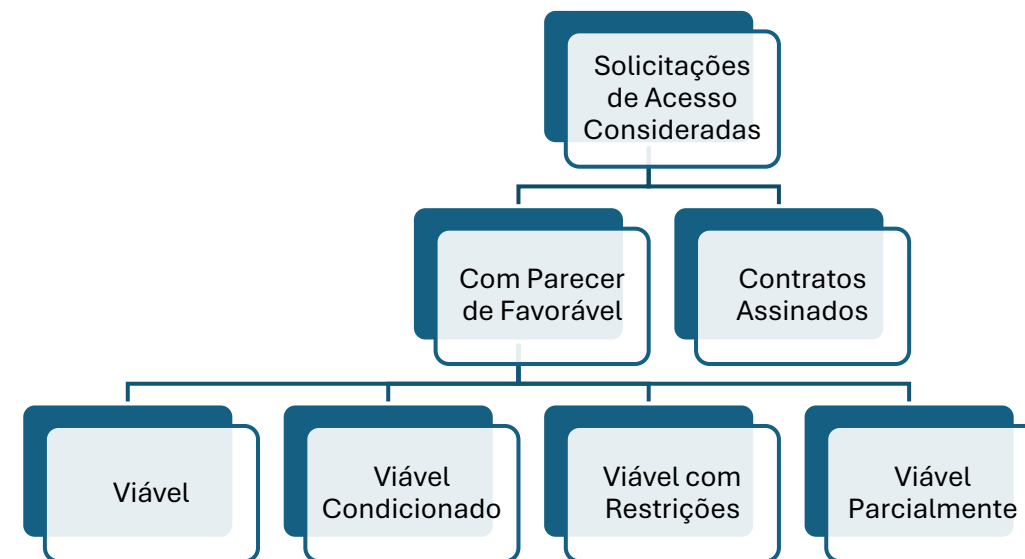 Solicitações
de Acesso
Consideradas
Com Parecer
de Favorável
Contratos
Assinados
Viável
Viável
Condicionado
Viável com
Restrições
Viável
Parcialmente